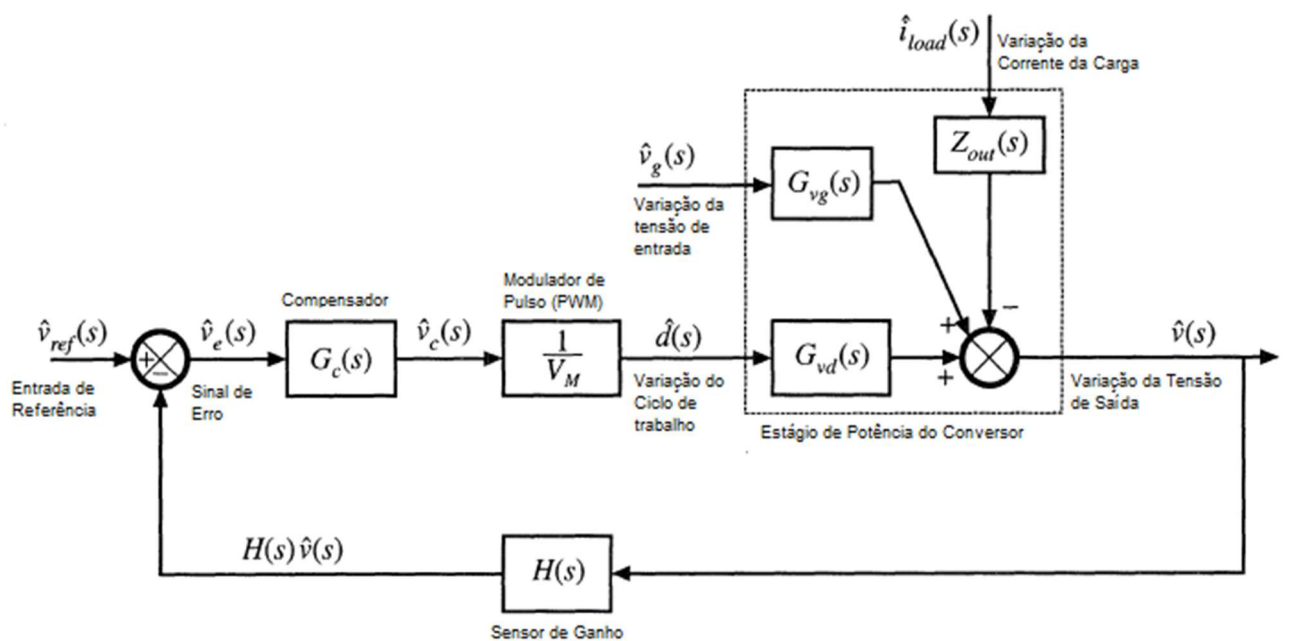 î_load(s)
Variação da
Corrente da Carga
Z_out(s)
v̂_g(s)
G_vg(s)
Variação da
tensão de
entrada
−
Modulador de
Pulso (PWM)
Compensador
+
v̂_ref(s)
+
v̂_e(s)
G_c(s)
v̂_c(s)
1
V_M
d̂(s)
G_vd(s)
+
v̂(s)
Entrada de
Referência
Sinal de
Erro
Variação do
Ciclo de
trabalho
Variação da Tensão
de Saída
Estágio de Potência do Conversor
H(s) v̂(s)
H(s)
Sensor de Ganho